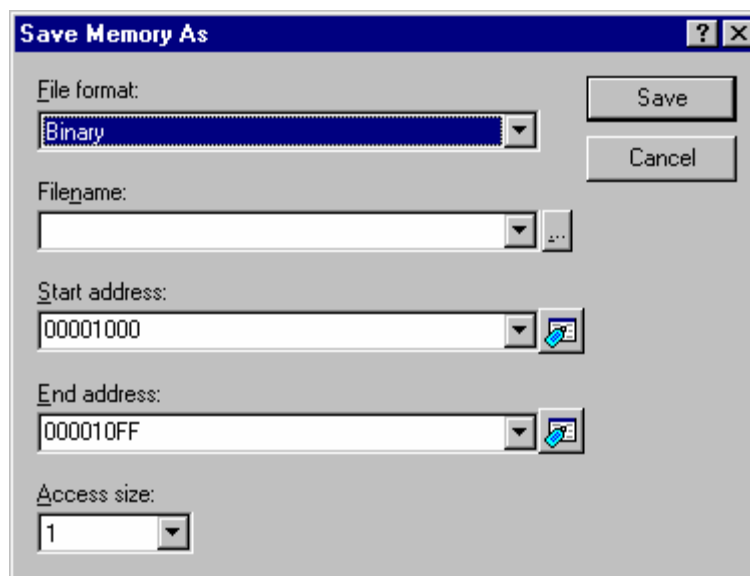 Save Memory As
File format:
Save
Binary
Cancel
Filename:
...
Start address:
00001000
End address:
000010FF
Access size:
1